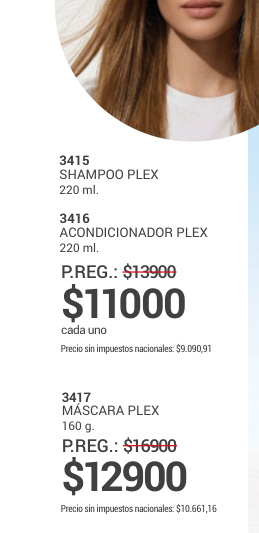 3415
SHAMPOO PLEX
220 ml.
3416
ACONDICIONADOR PLEX
220 ml.
P.REG.: $13900
$11000
cada uno
Precio sin impuestos nacionales: $9.090,91
3417
MÁSCARA PLEX
160 g.
P.REG.: $16900
$12900
Precio sin impuestos nacionales: $10.661,16